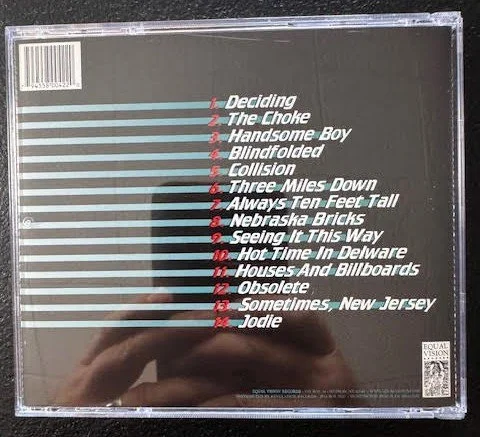 1. Deciding
2. The Choke
3. Handsome Boy
4. Blindfolded
5. Collision
6. Three Miles Down
7. Always Ten Feet Tall
8. Nebraska Bricks
9. Seeing It This Way
10. Hot Time In Delware
11. Houses And Billboards
12. Obsolete
13. Sometimes, New Jersey
14. Jodie
EQUAL
VISION
EQUAL VISION RECORDS